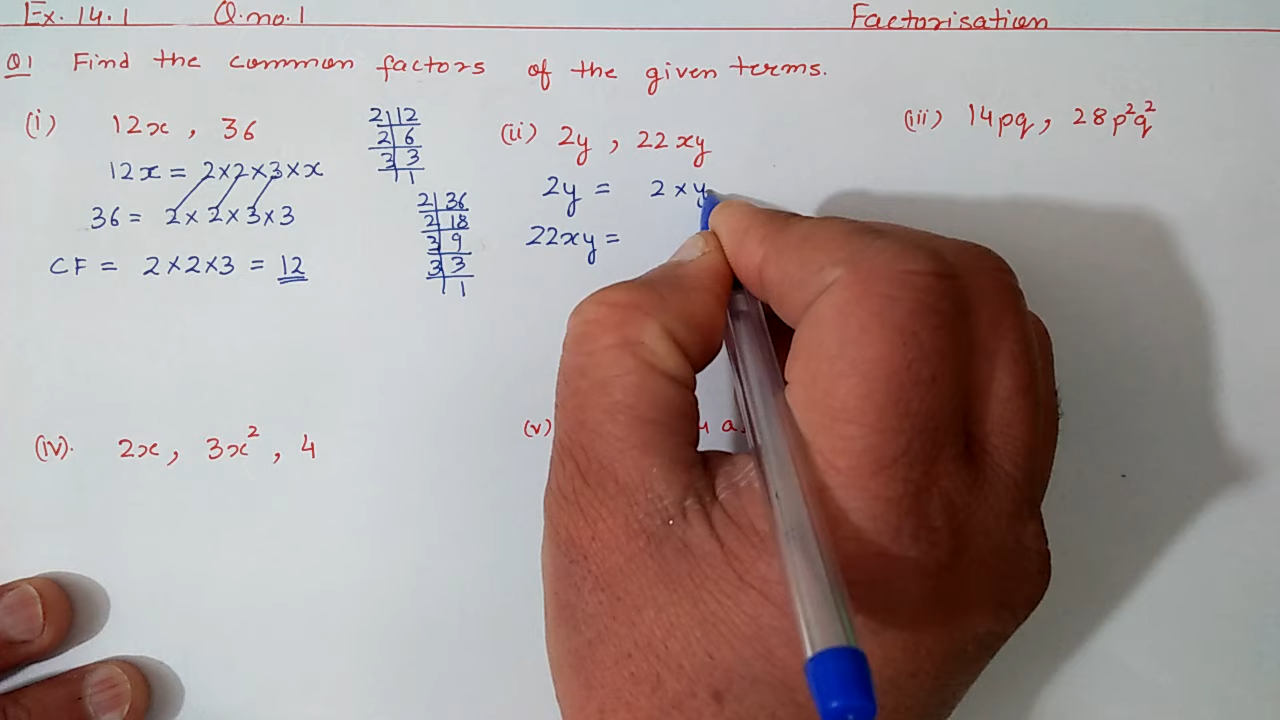 Ex. 14.1 Q.no.1 Factorisation
Q1 Find the common factors of the given terms.
(i) 12x, 36
12x = 2×2×3×x
36 = 2×2×3×3
CF = 2×2×3 = 12
2 12
2 6
3 3
1
2 36
2 18
3 9
3 3
1
(ii) 2y, 22xy
2y = 2×y
22xy =
(iii) 14pq, 28p²q²
(iv). 2x, 3x², 4
(v)